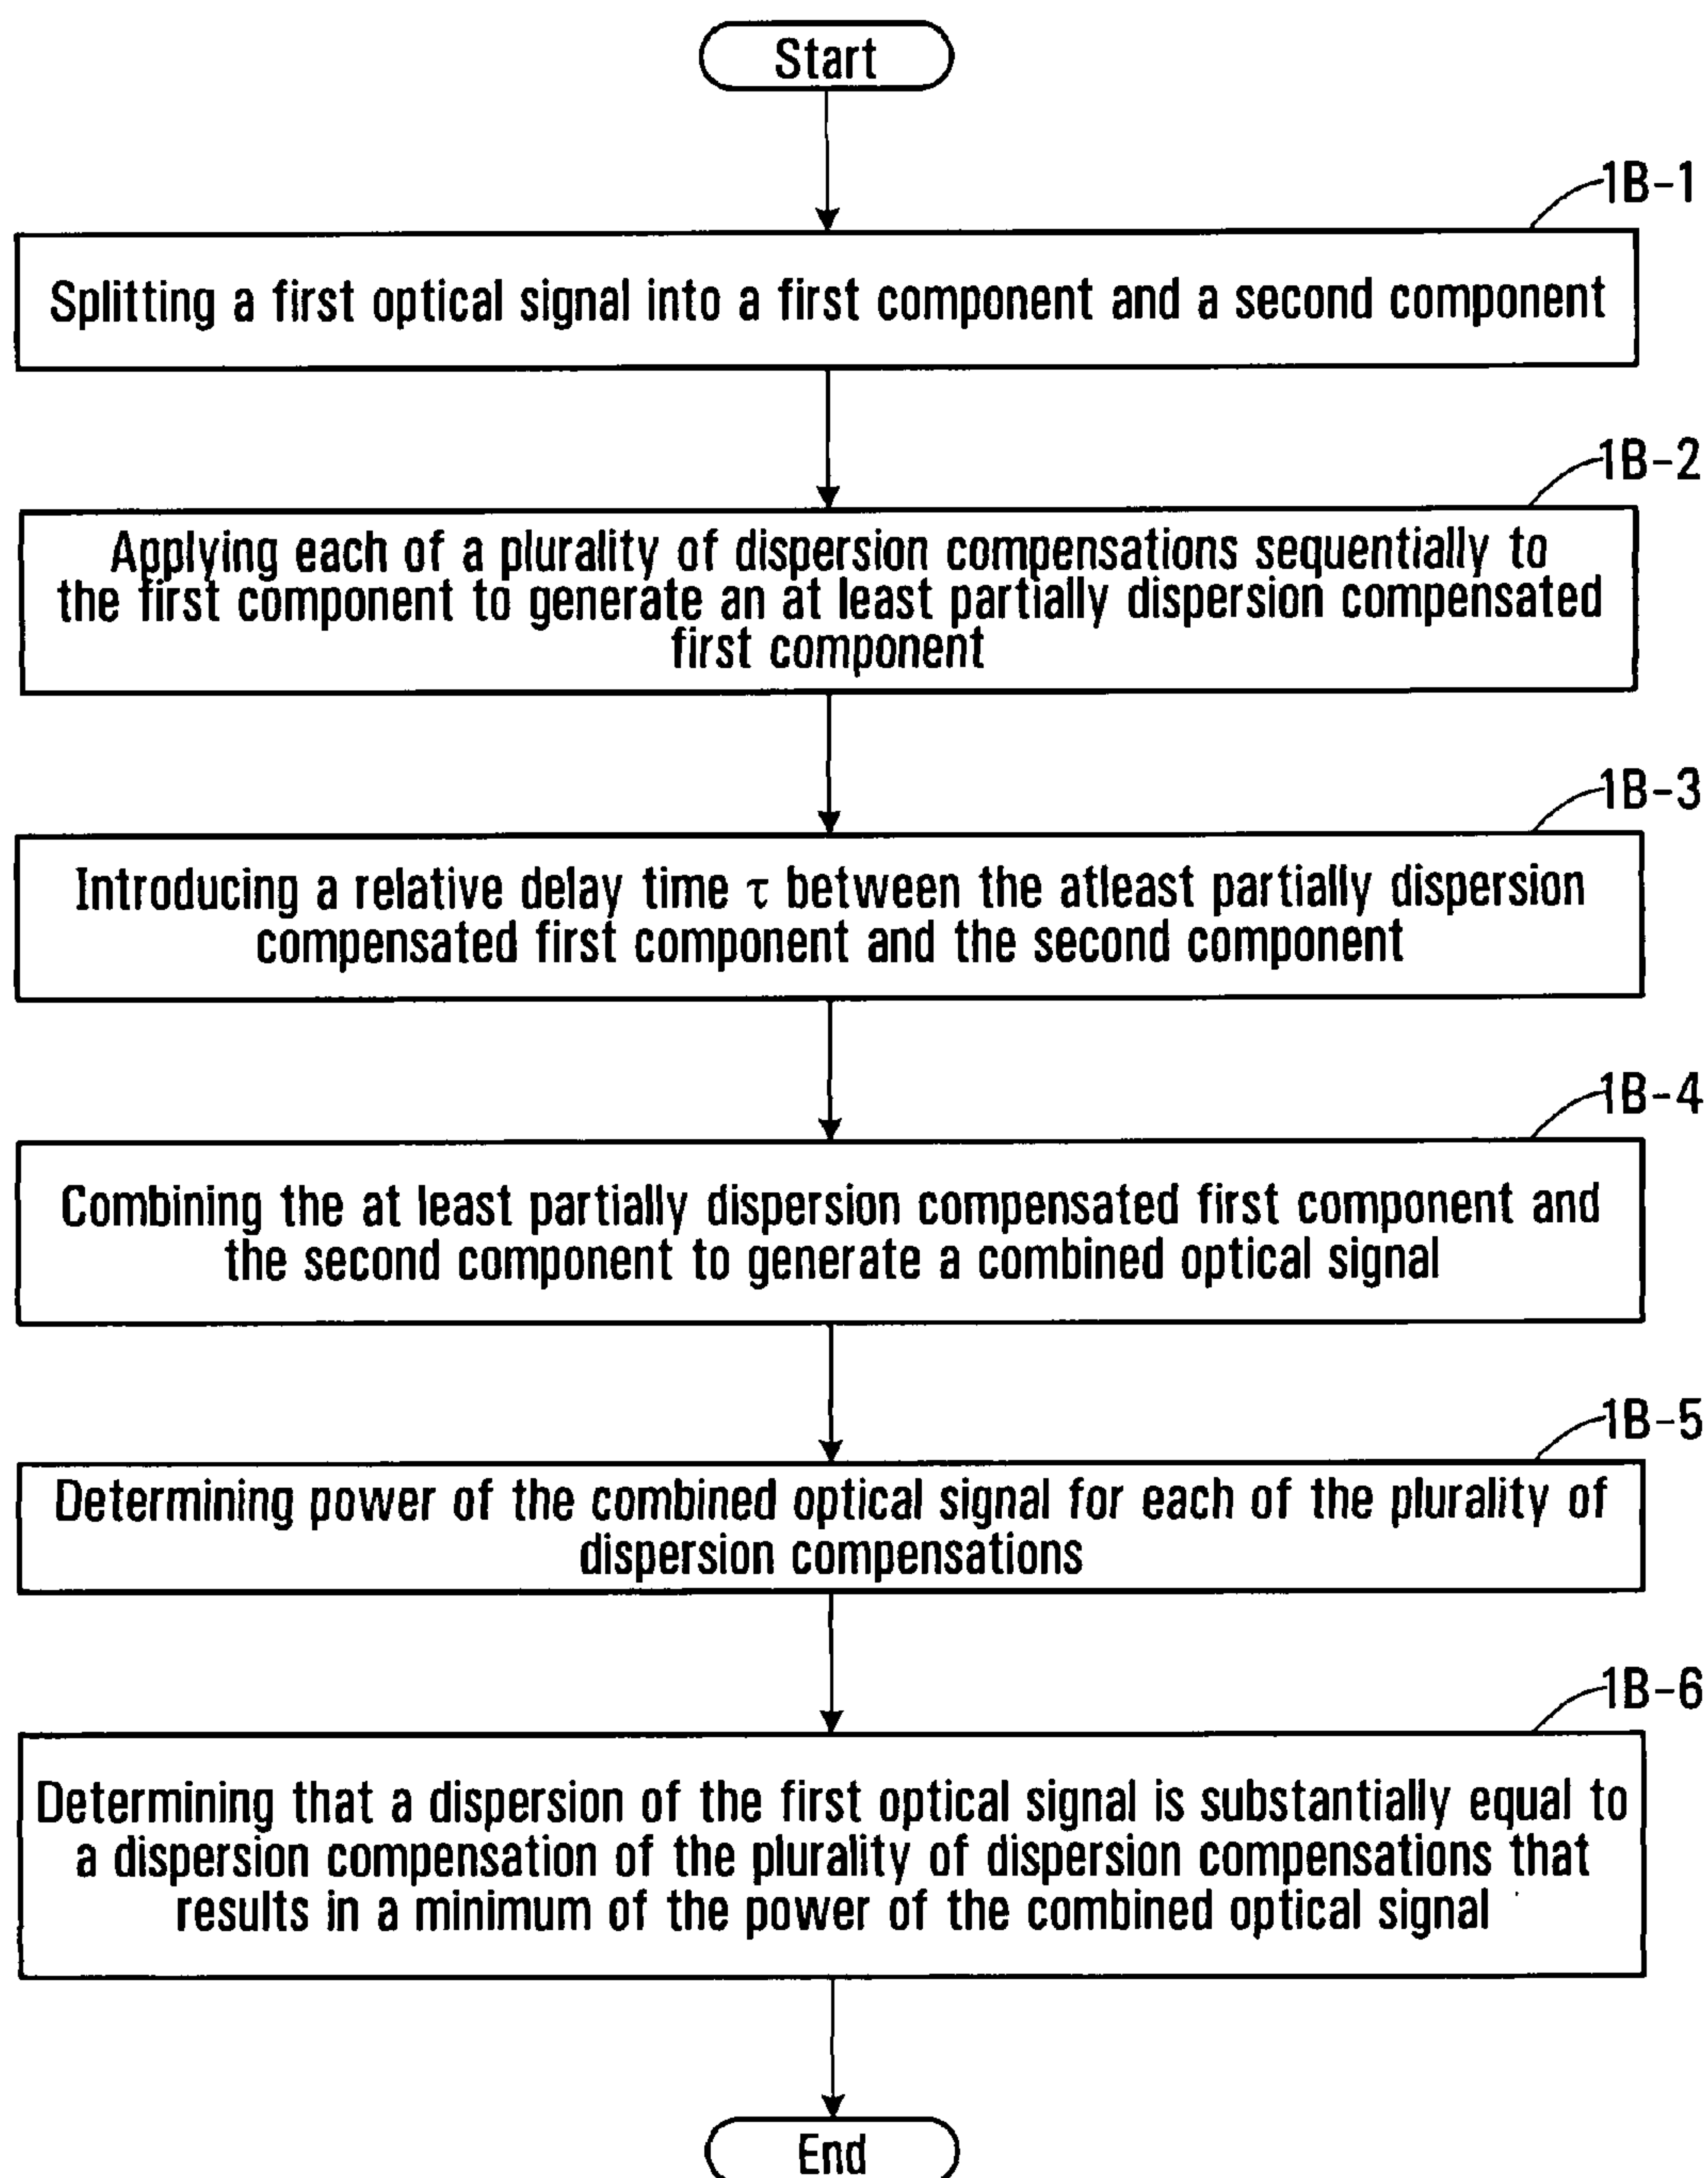 Start
1B-1
Splitting a first optical signal into a first component and a second component
1B-2
Applying each of a plurality of dispersion compensations sequentially to
the first component to generate an at least partially dispersion compensated
first component
1B-3
Introducing a relative delay time τ between the atleast partially dispersion
compensated first component and the second component
1B-4
Combining the at least partially dispersion compensated first component and
the second component to generate a combined optical signal
1B-5
Determining power of the combined optical signal for each of the plurality of
dispersion compensations
1B-6
Determining that a dispersion of the first optical signal is substantially equal to
a dispersion compensation of the plurality of dispersion compensations that
results in a minimum of the power of the combined optical signal
End